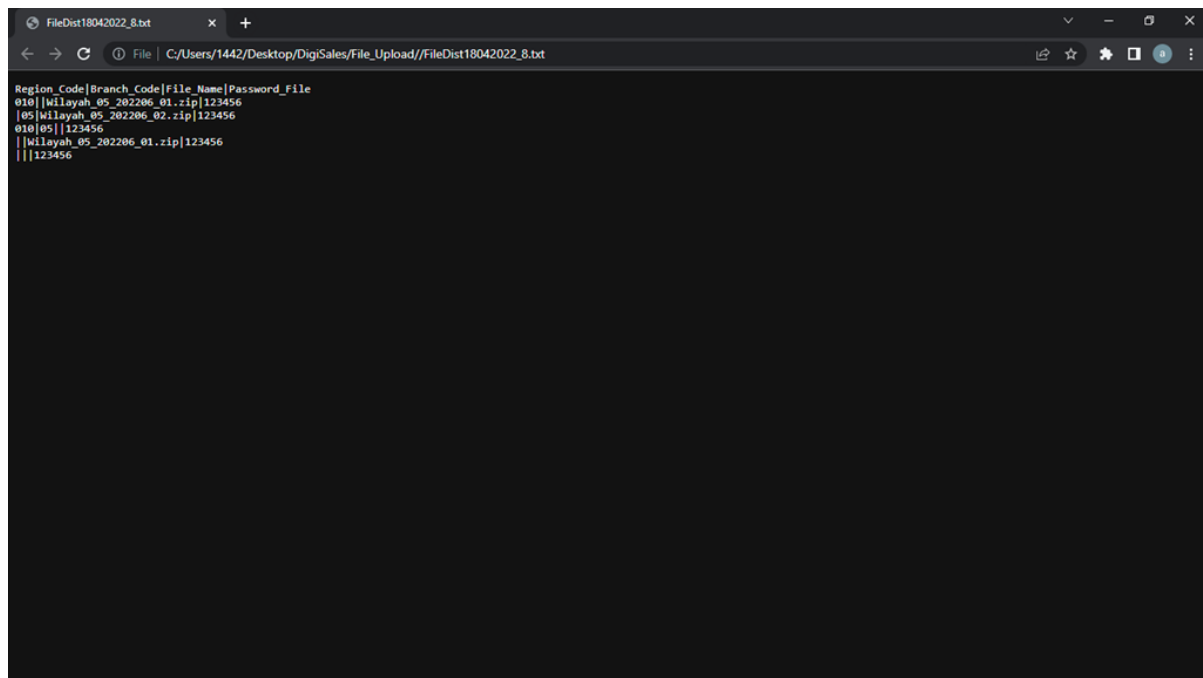 FileDist18042022_8.txt
File | C:/Users/1442/Desktop/DigiSales/File_Upload//FileDist18042022_8.txt
a
Region_Code|Branch_Code|File_Name|Password_File
010||Wilayah_05_202206_01.zip|123456
|05|Wilayah_05_202206_02.zip|123456
010|05||123456
||Wilayah_05_202206_01.zip|123456
|||123456